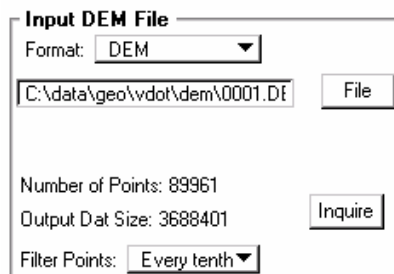 Input DEM File
Format: DEM
C:\data\geo\vdot\dem\0001.DE File
Number of Points: 89961
Output Dat Size: 3688401
Inquire
Filter Points: Every tenth